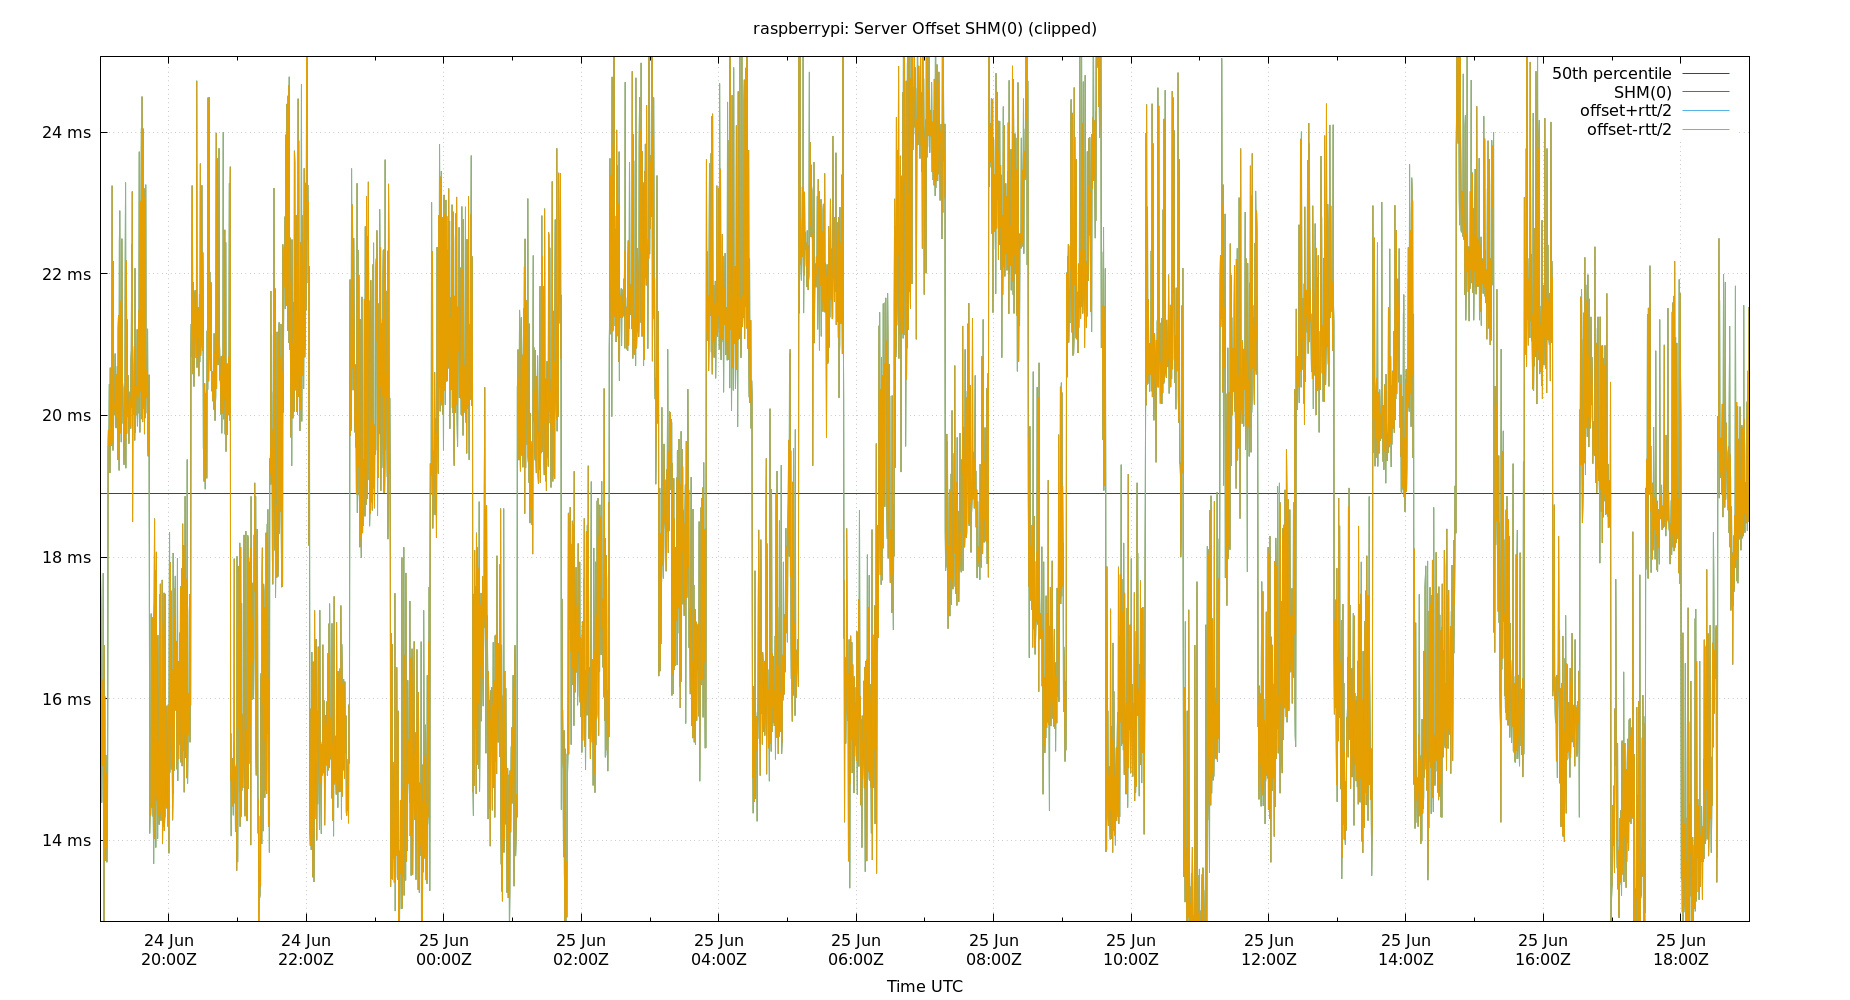 raspberrypi: Server Offset SHM(0) (clipped)
50th percentile
SHM(0)
offset+rtt/2
offset-rtt/2
24 ms
22 ms
20 ms
18 ms
16 ms
14 ms
24 Jun 24 Jun 25 Jun 25 Jun 25 Jun 25 Jun 25 Jun 25 Jun 25 Jun 25 Jun 25 Jun 25 Jun
20:00Z 22:00Z 00:00Z 02:00Z 04:00Z 06:00Z 08:00Z 10:00Z 12:00Z 14:00Z 16:00Z 18:00Z
Time UTC